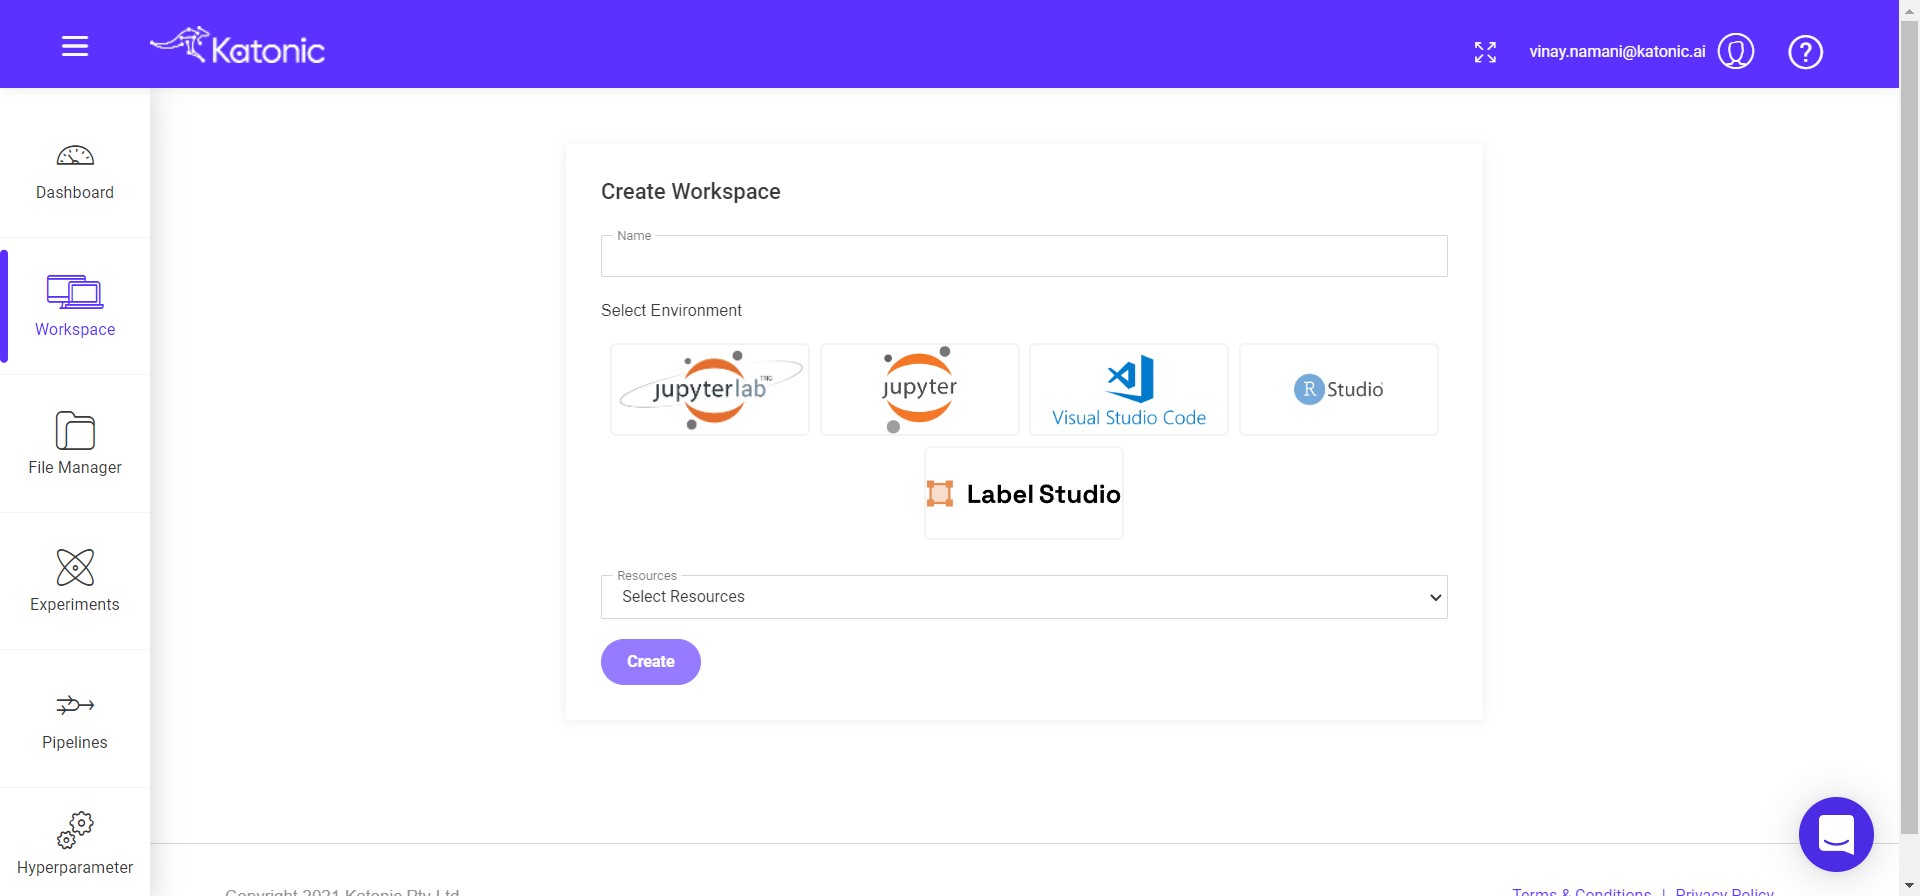 Katonic
vinay.namani@katonic.ai
?
Dashboard
Workspace
File Manager
Experiments
Pipelines
Hyperparameter
Create Workspace
Name
Select Environment
jupyterlab™
jupyter
Visual Studio Code
R Studio
Label Studio
Resources
Select Resources
Create
Copyright 2021 Katonic Pty Ltd
Terms & Conditions | Privacy Policy